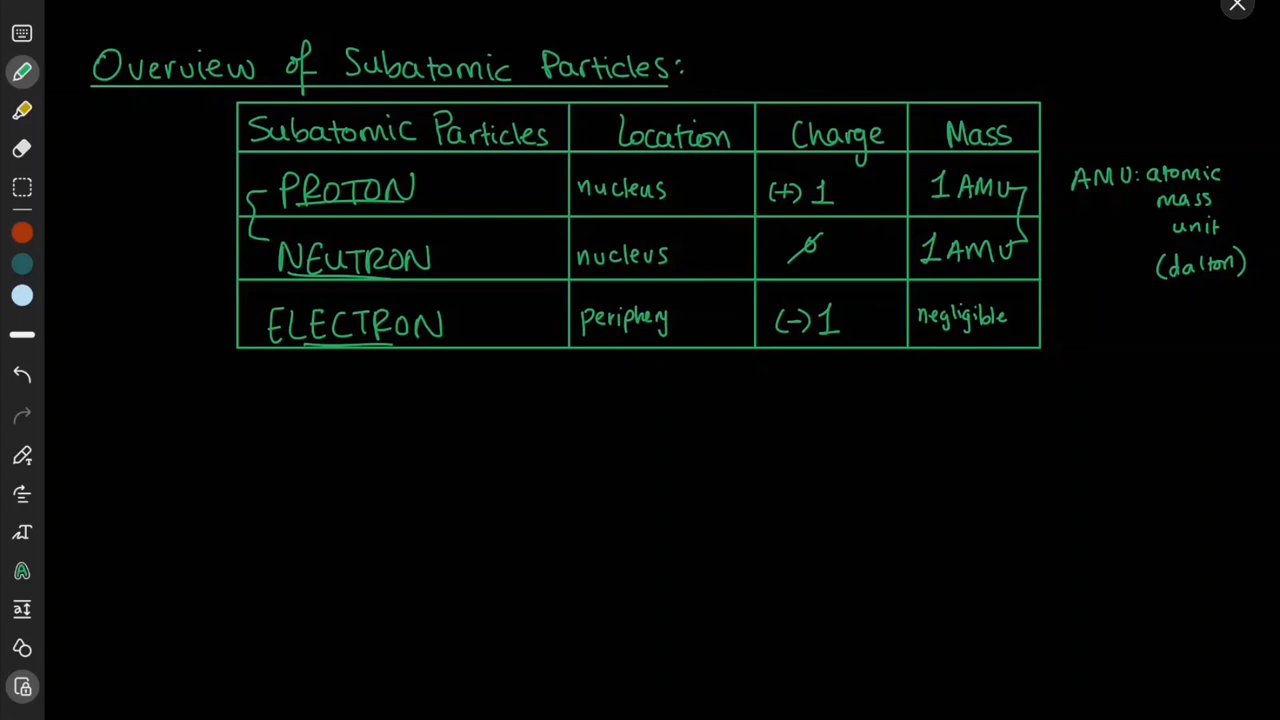 Overview of Subatomic Particles:
Subatomic Particles Location Charge Mass
PROTON nucleus (+) 1 1 AMU
NEUTRON nucleus 0 1 AMU
ELECTRON periphery (-) 1 negligible
AMU: atomic
mass
unit
(dalton)